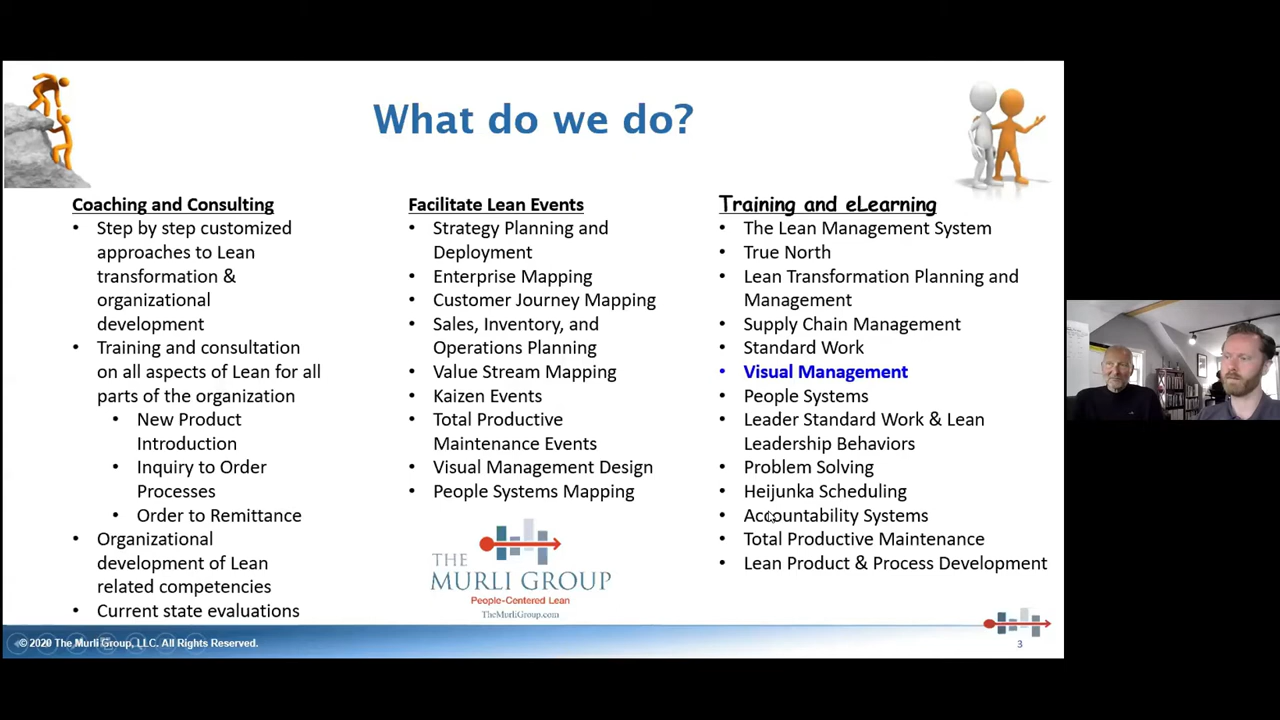 What do we do?
Coaching and Consulting
• Step by step customized
approaches to Lean
transformation &
organizational
development
• Training and consultation
on all aspects of Lean for all
parts of the organization
• New Product
Introduction
• Inquiry to Order
Processes
• Order to Remittance
• Organizational
development of Lean
related competencies
• Current state evaluations
Facilitate Lean Events
• Strategy Planning and
Deployment
• Enterprise Mapping
• Customer Journey Mapping
• Sales, Inventory, and
Operations Planning
• Value Stream Mapping
• Kaizen Events
• Total Productive
Maintenance Events
• Visual Management Design
• People Systems Mapping
THE
MURLI GROUP
People-Centered Lean
TheMurliGroup.com
Training and eLearning
• The Lean Management System
• True North
• Lean Transformation Planning and
Management
• Supply Chain Management
• Standard Work
• Visual Management
• People Systems
• Leader Standard Work & Lean
Leadership Behaviors
• Problem Solving
• Heijunka Scheduling
• Accountability Systems
• Total Productive Maintenance
• Lean Product & Process Development
© 2020 The Murli Group, LLC. All Rights Reserved.
3